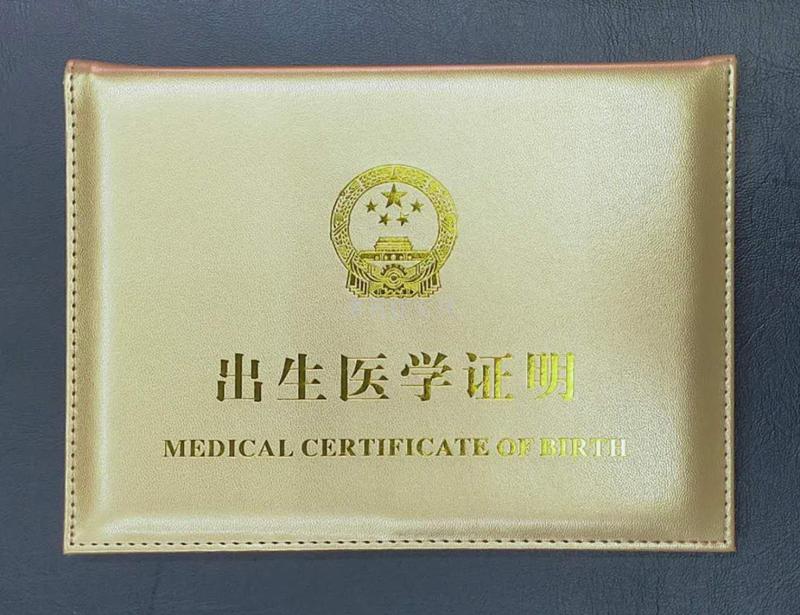 出生医学证明
MEDICAL CERTIFICATE OF BIRTH